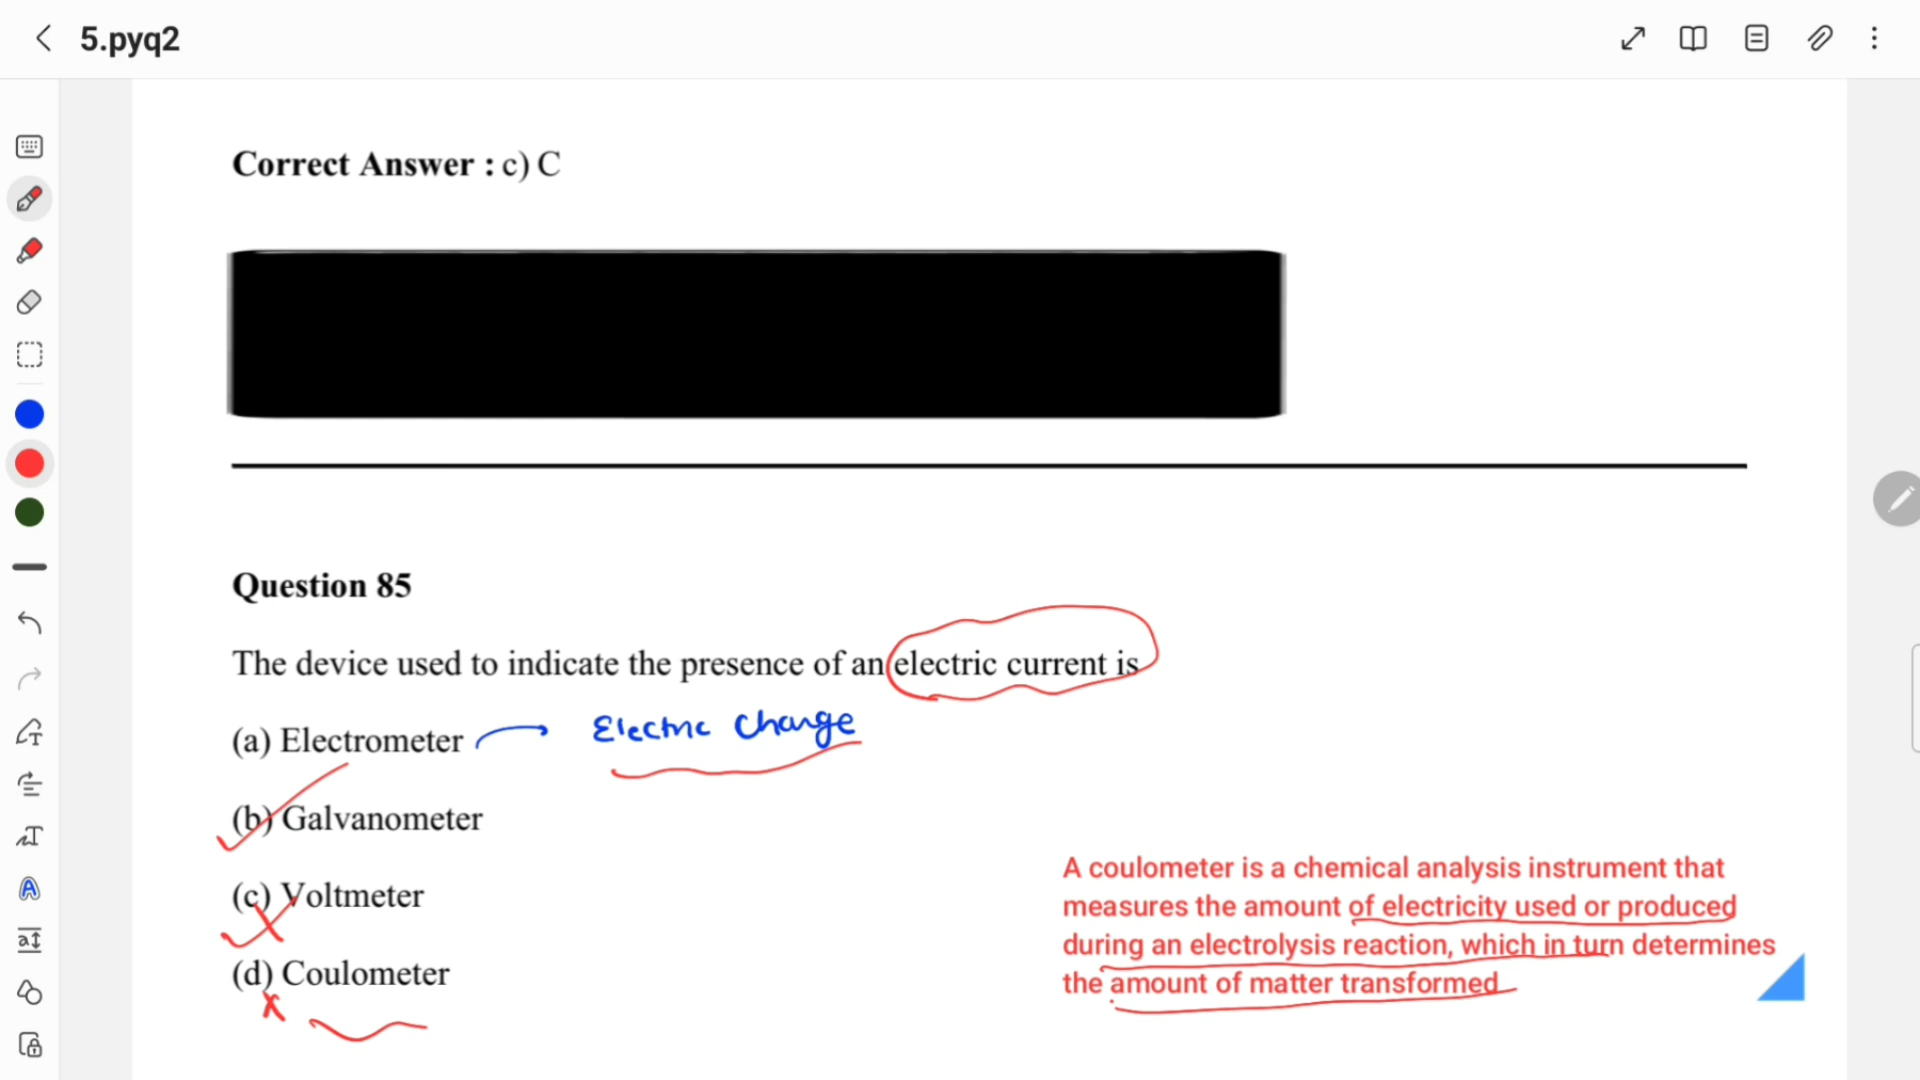 5.pyq2
Correct Answer : c) C
Question 85
The device used to indicate the presence of an electric current is
(a) Electrometer
Electric Charge
(b) Galvanometer
(c) Voltmeter
(d) Coulometer
A coulometer is a chemical analysis instrument that
measures the amount of electricity used or produced
during an electrolysis reaction, which in turn determines
the amount of matter transformed